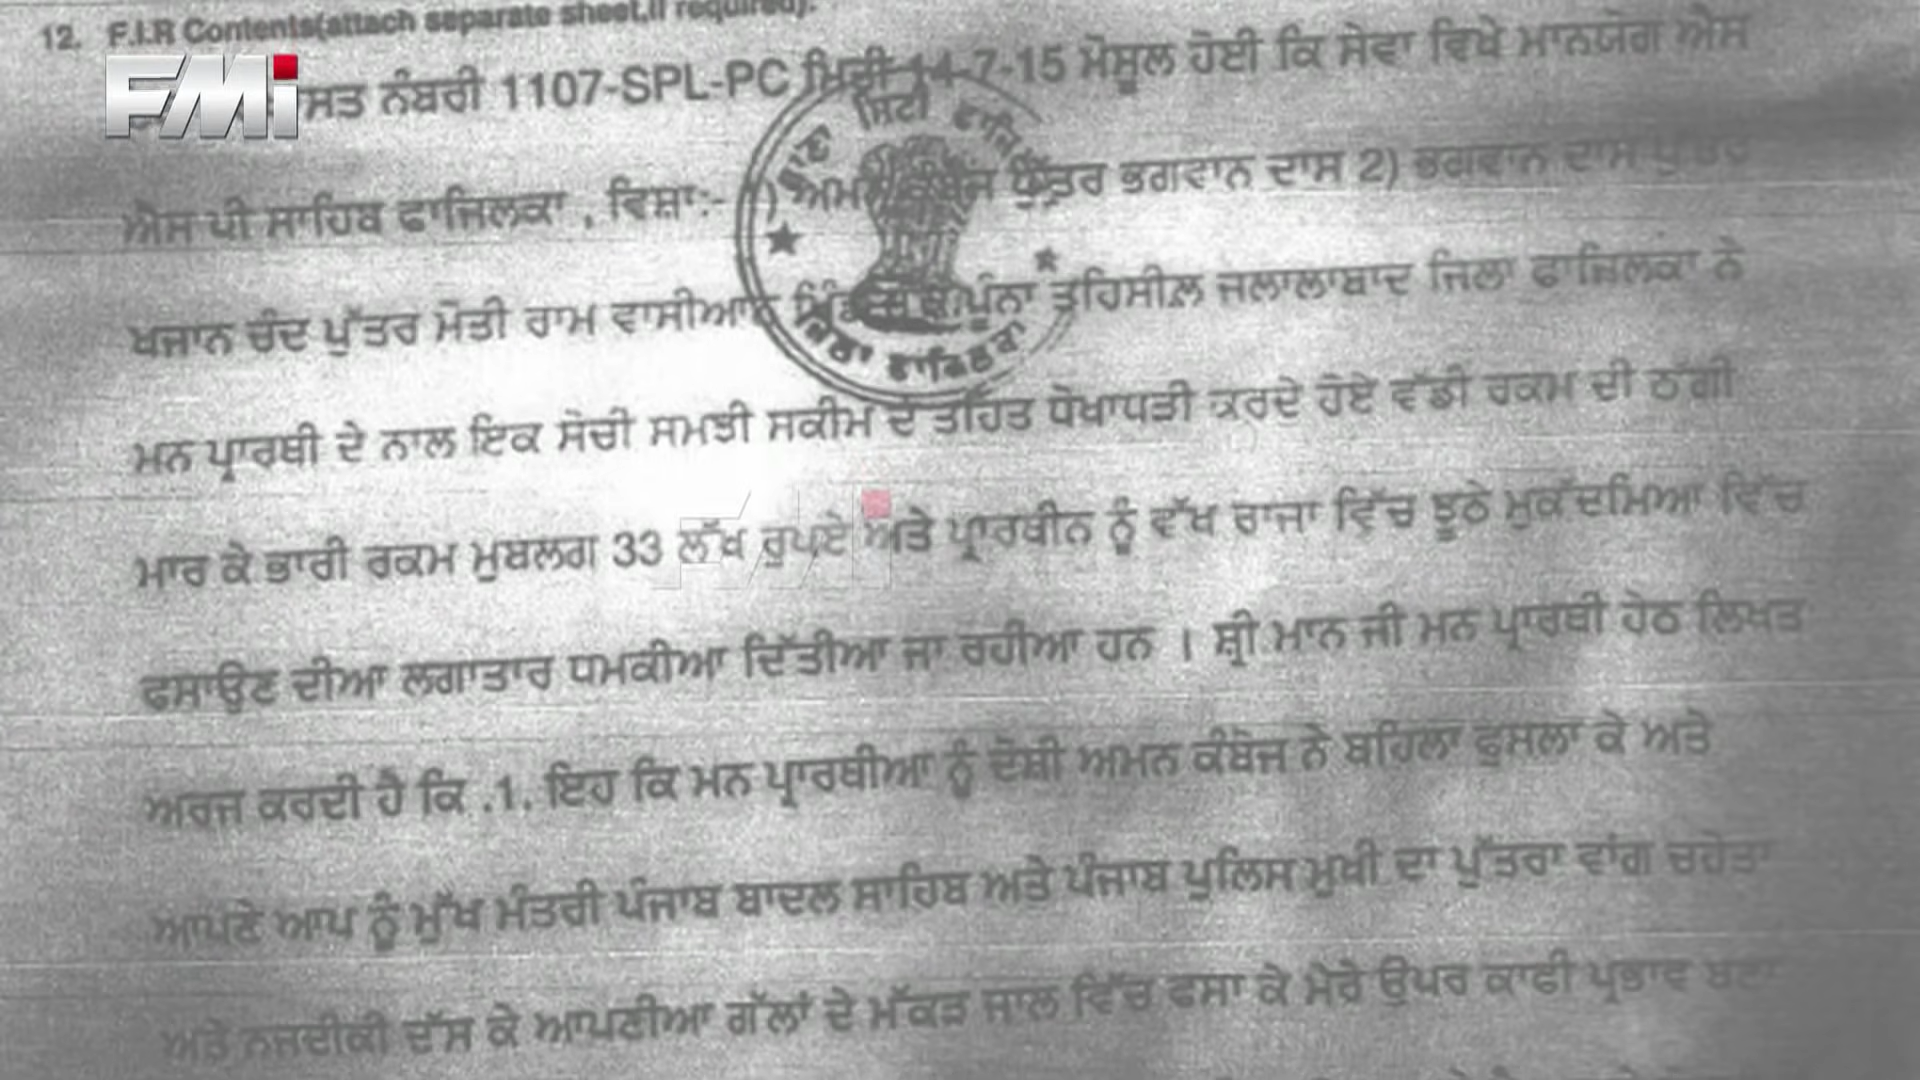 12. F.I.R Contents(attach separate sheet,if required):
FMi
ਨੰਬਰੀ 1107-SPL-PC ਮਿਤੀ 14-7-15 ਮੋਸੂਲ ਹੋਈ ਕਿ ਸੇਵਾ ਵਿਖੇ ਮਾਨਯੋਗ ਐਸ
ਐਸ ਪੀ ਸਾਹਿਬ ਫਾਜਿਲਕਾ , ਵਿਸ਼ਾ:- 1) ਅਮਨ ਕੰਬੋਜ ਪੁੱਤਰ ਭਗਵਾਨ ਦਾਸ 2) ਭਗਵਾਨ ਦਾਸ ਪੁੱਤਰ
ਖਜਾਨ ਚੰਦ ਪੁੱਤਰ ਮੋਤੀ ਰਾਮ ਵਾਸੀਆਨ ਤਹਿਸੀਲ ਜਲਾਲਾਬਾਦ ਜਿਲਾ ਫਾਜਿਲਕਾ ਨੇ
ਮਨ ਪ੍ਰਾਰਥੀ ਦੇ ਨਾਲ ਇਕ ਸੋਚੀ ਸਮਝੀ ਸਕੀਮ ਦੇ ਤਹਿਤ ਧੋਖਾਧੜੀ ਕਰਦੇ ਹੋਏ ਵੱਡੀ ਰਕਮ ਦੀ ਠੱਗੀ
ਮਾਰ ਕੇ ਭਾਰੀ ਰਕਮ ਮੁਬਲਗ 33 ਲੱਖ ਰੁਪਏ ਅਤੇ ਪ੍ਰਾਰਥੀਨ ਨੂੰ ਵੱਖ ਰਾਜਾ ਵਿੱਚ ਝੂਠੇ ਮੁਕੱਦਮਿਆ ਵਿੱਚ
ਫਸਾਉਣ ਦੀਆ ਲਗਾਤਾਰ ਧਮਕੀਆ ਦਿੱਤੀਆ ਜਾ ਰਹੀਆ ਹਨ । ਸ਼੍ਰੀ ਮਾਨ ਜੀ ਮਨ ਪ੍ਰਾਰਥੀ ਹੇਠ ਲਿਖਤ
ਅਰਜ ਕਰਦੀ ਹੈ ਕਿ .1. ਇਹ ਕਿ ਮਨ ਪ੍ਰਾਰਥੀਆ ਨੂੰ ਦੋਸ਼ੀ ਅਮਨ ਕੰਬੋਜ ਨੇ ਬਹਿਲਾ ਫੁਸਲਾ ਕੇ ਅਤੇ
ਆਪਣੇ ਆਪ ਨੂੰ ਮੁੱਖ ਮੰਤਰੀ ਪੰਜਾਬ ਬਾਦਲ ਸਾਹਿਬ ਅਤੇ ਪੰਜਾਬ ਪੁਲਿਸ ਮੁਖੀ ਦਾ ਪੁੱਤਰਾ ਵਾਂਗ ਚਹੇਤਾ
ਅਤੇ ਨਜਦੀਕੀ ਦੱਸ ਕੇ ਆਪਣੀਆ ਗੱਲਾਂ ਦੇ ਮੱਕੜ ਜਾਲ ਵਿੱਚ ਫਸਾ ਕੇ ਮੇਰੇ ਉਪਰ ਕਾਫੀ ਪ੍ਰਭਾਵ ਬਣਾ